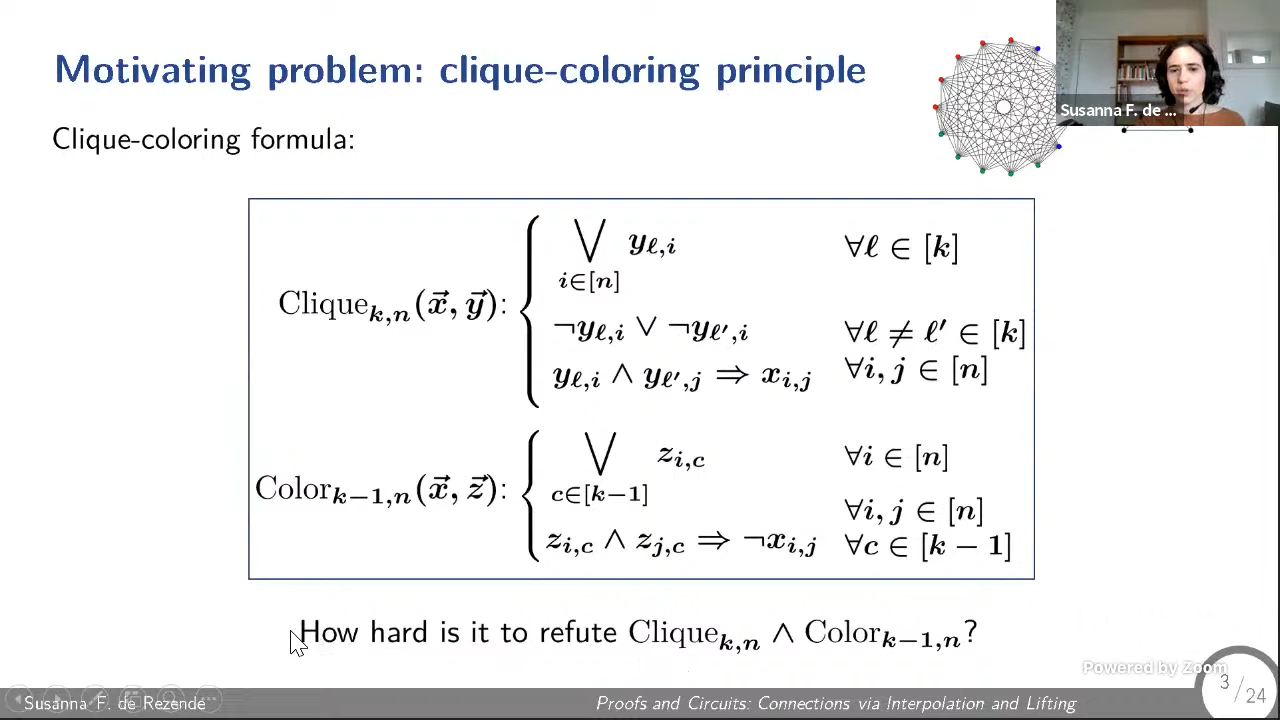 Motivating problem: clique-coloring principle
Susanna F. de ...
Clique-coloring formula:
Clique_{k,n}(x⃗, y⃗):
⋁_{i∈[n]} y_{ℓ,i} ∀ℓ ∈ [k]
¬y_{ℓ,i} ∨ ¬y_{ℓ′,i} ∀ℓ ≠ ℓ′ ∈ [k]
y_{ℓ,i} ∧ y_{ℓ′,j} ⇒ x_{i,j} ∀i, j ∈ [n]
Color_{k−1,n}(x⃗, z⃗):
⋁_{c∈[k−1]} z_{i,c} ∀i ∈ [n]
∀i, j ∈ [n]
z_{i,c} ∧ z_{j,c} ⇒ ¬x_{i,j} ∀c ∈ [k − 1]
How hard is it to refute Clique_{k,n} ∧ Color_{k−1,n}?
Powered by Zoom
Susanna F. de Rezende
Proofs and Circuits: Connections via Interpolation and Lifting
3/24